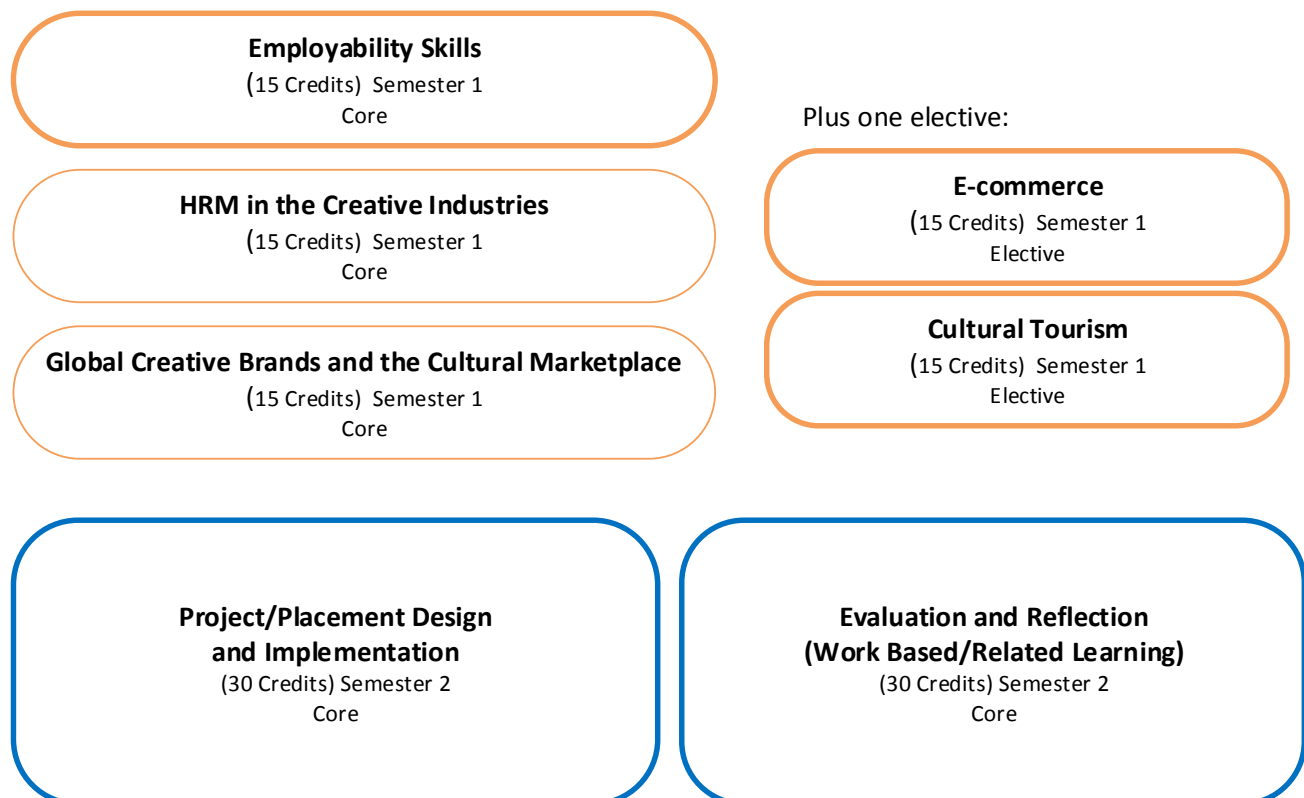 Employability Skills
(15 Credits)  Semester 1
Core
HRM in the Creative Industries
(15 Credits)  Semester 1
Core
Global Creative Brands and the Cultural Marketplace
(15 Credits)  Semester 1
Core
Plus one elective:
E-commerce
(15 Credits)  Semester 1
Elective
Cultural Tourism
(15 Credits)  Semester 1
Elective
Project/Placement Design
and Implementation
(30 Credits) Semester 2
Core
Evaluation and Reflection
(Work Based/Related Learning)
(30 Credits) Semester 2
Core